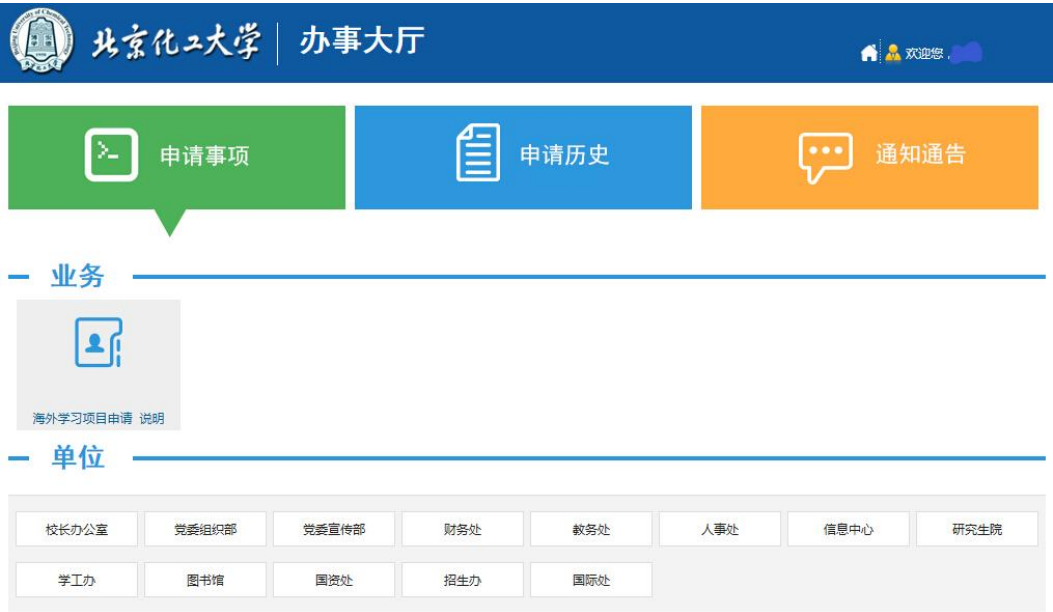 北京化工大学 办事大厅
欢迎您，
申请事项 申请历史 通知通告
业务
海外学习项目申请 说明
单位
校长办公室 党委组织部 党委宣传部 财务处 教务处 人事处 信息中心 研究生院
学工办 图书馆 国资处 招生办 国际处